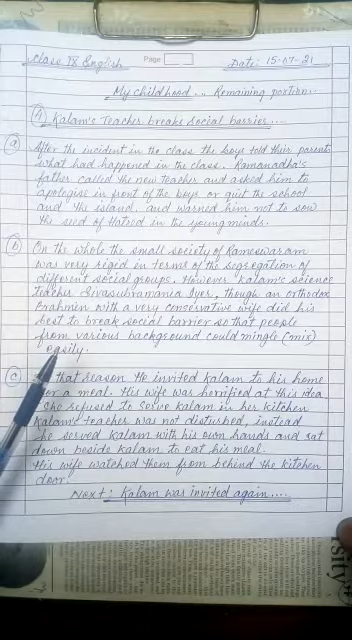 Class IX English Page Date: 15-07-21
My childhood... Remaining portion...
4) Kalam's Teacher breaks Social barrier....
(a) After the incident in the class the boys told their parents
what had happened in the class. Ramanadha's
father called the new teacher and asked him to
apologise in front of the boys or quit the school
and the island. and warned him not to sow
the seed of Hatred in the young minds.
(b) On the whole the small society of Rameswaram
was very rigid in terms of the segregation of
different social groups. However Kalam's science
teacher Sivasubramania Iyer, though an orthodox
Brahmin with a very conservative wife did his
best to break social barrier so that people
from various background could mingle (mix)
easily.
(c) that reason He invited Kalam to his home
for a meal. His wife was horrified at this idea
She refused to serve Kalam in her kitchen
Kalam's teacher was not disturbed, instead
he served Kalam with his own hands and sat
down beside Kalam to eat his meal.
His wife watched them from behind the kitchen
door.
Next: Kalam was invited again....